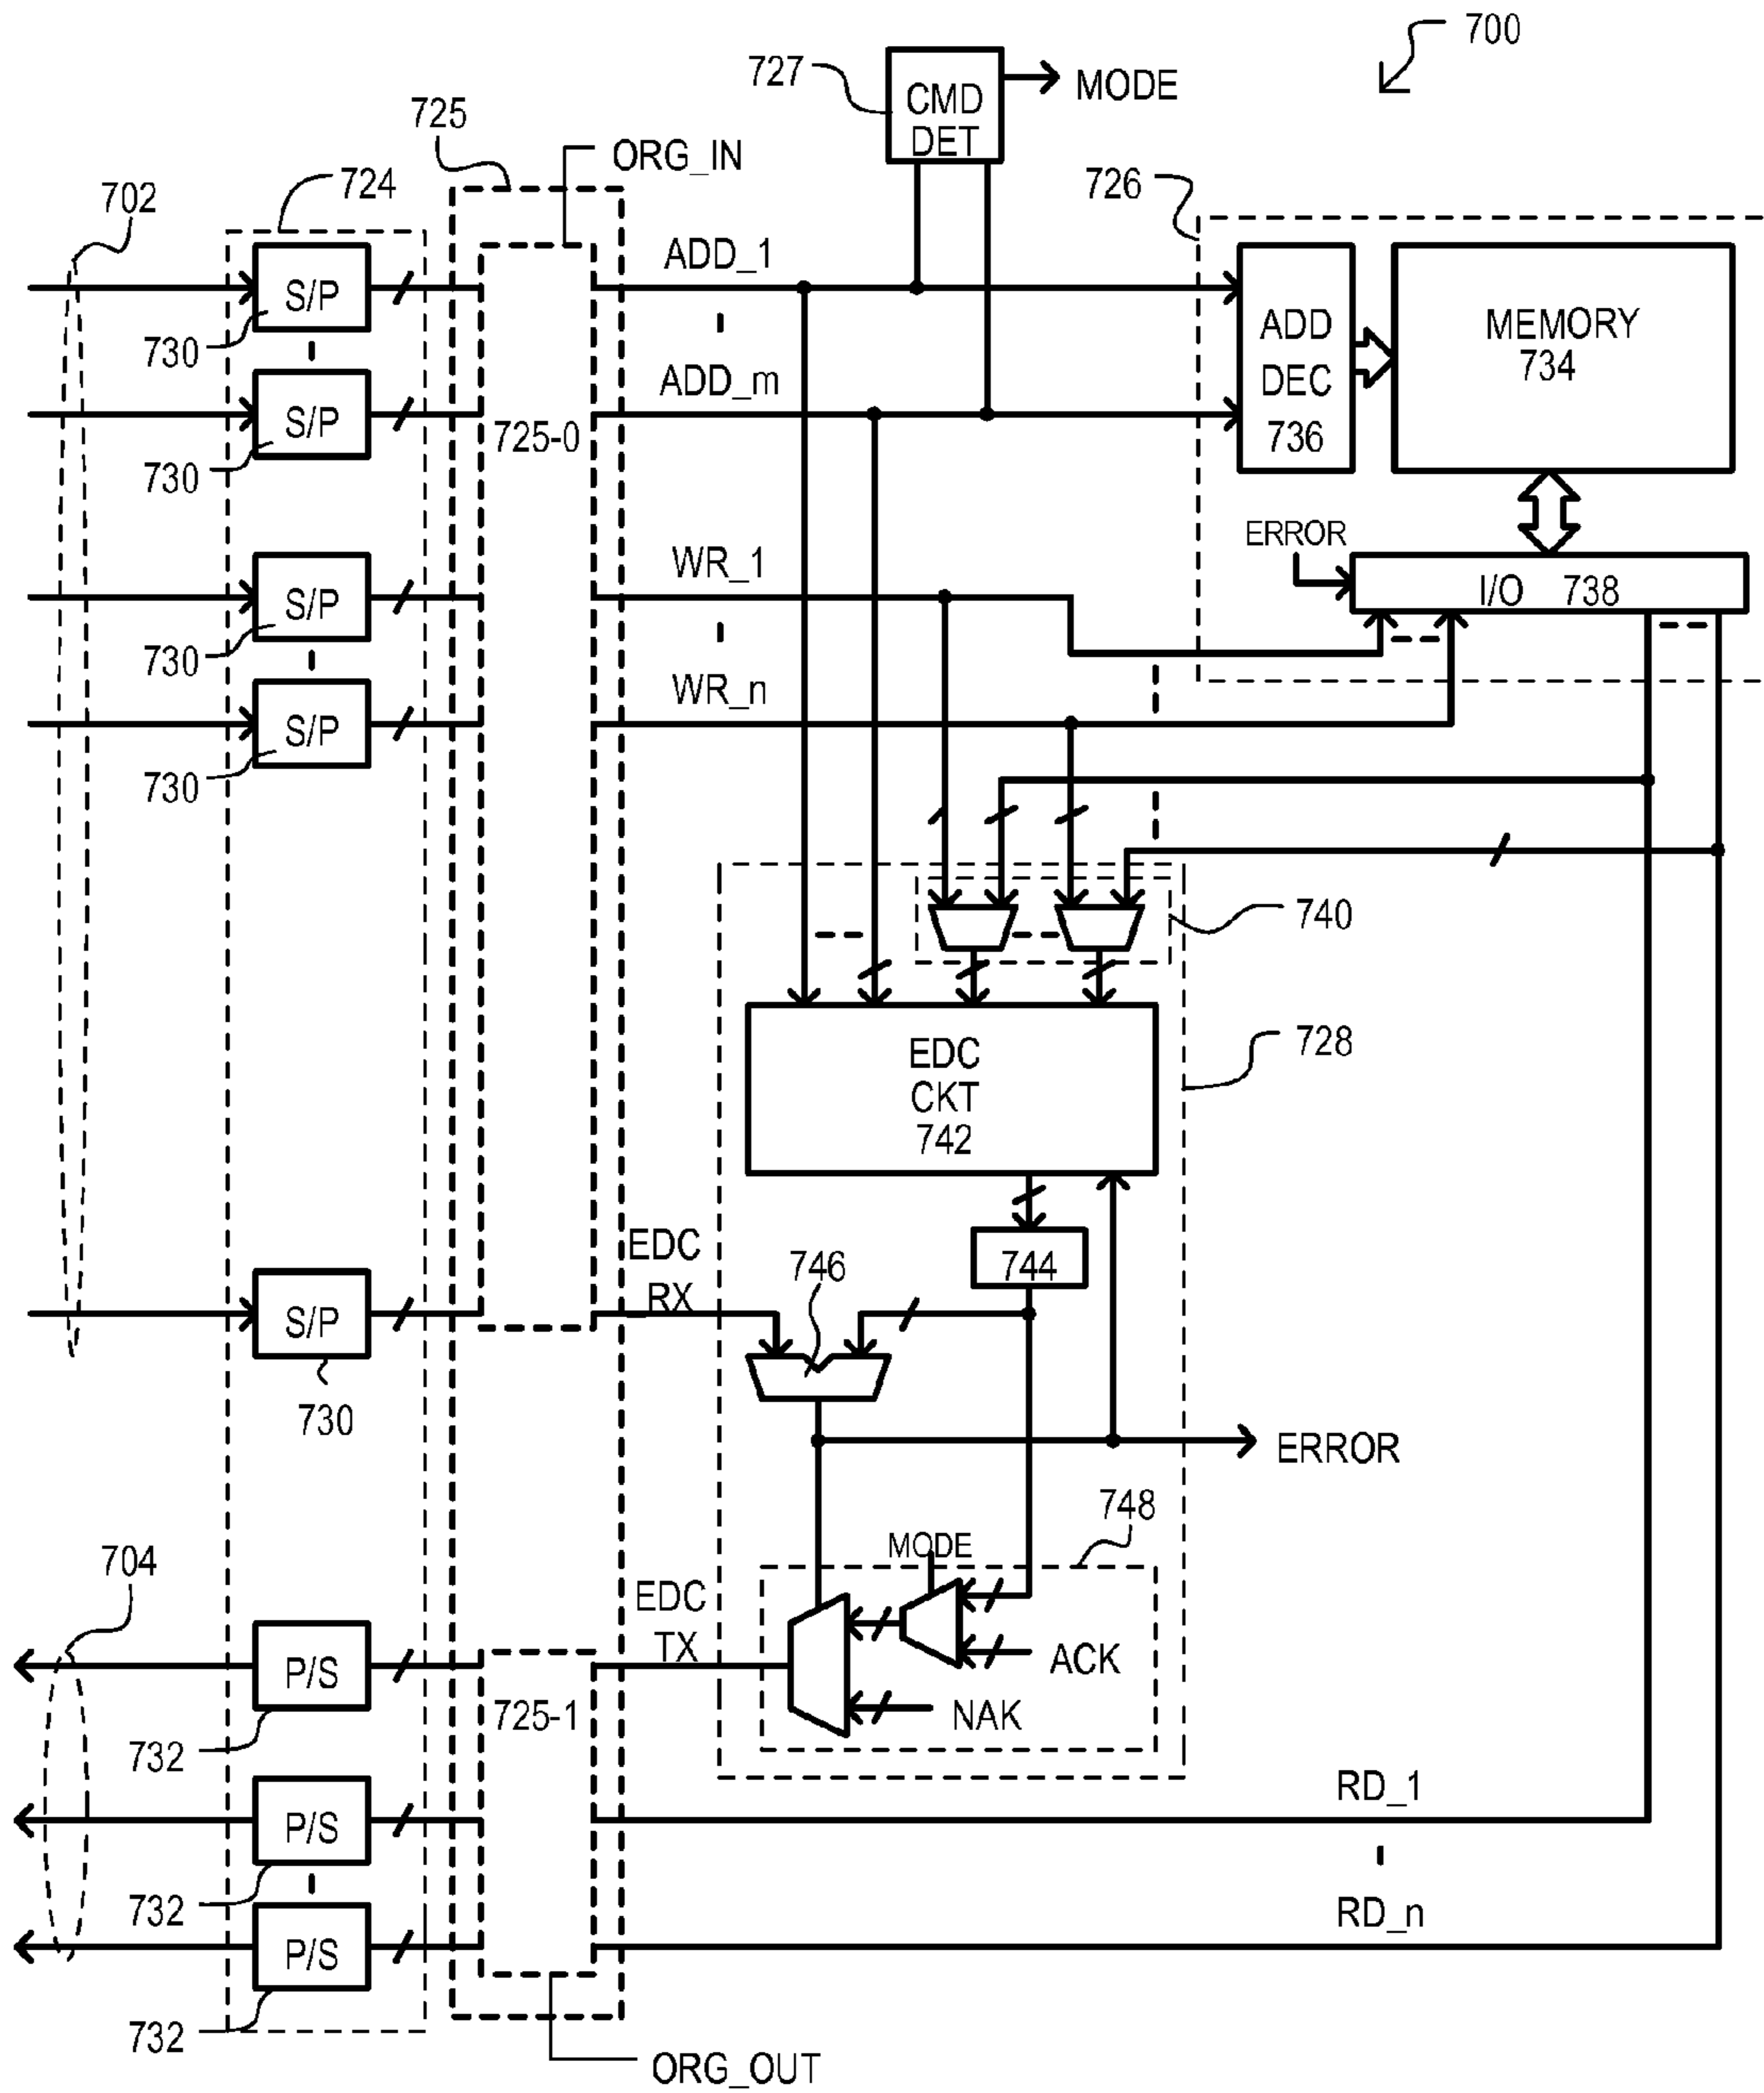 700
727
CMD
DET
MODE
725
ORG_IN
702
724
726
ADD_1
S/P
730
ADD
DEC
736
MEMORY
734
ADD_m
S/P
730
725-0
ERROR
WR_1
S/P
730
I/O 738
WR_n
S/P
730
740
EDC
CKT
742
728
EDC
RX
746
744
S/P
730
ERROR
748
704
MODE
EDC
TX
P/S
732
725-1
ACK
NAK
RD_1
P/S
732
RD_n
P/S
732
ORG_OUT